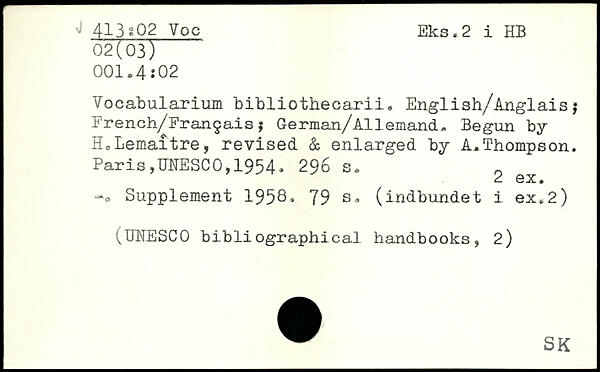 √ 413:02 Voc Eks.2 i HB
02(03)
001.4:02
Vocabularium bibliothecarii. English/Anglais;
French/Français; German/Allemand. Begun by
H.Lemaître, revised & enlarged by A.Thompson.
Paris,UNESCO,1954. 296 s.
2 ex.
-. Supplement 1958. 79 s. (indbundet i ex.2)
(UNESCO bibliographical handbooks, 2)
SK